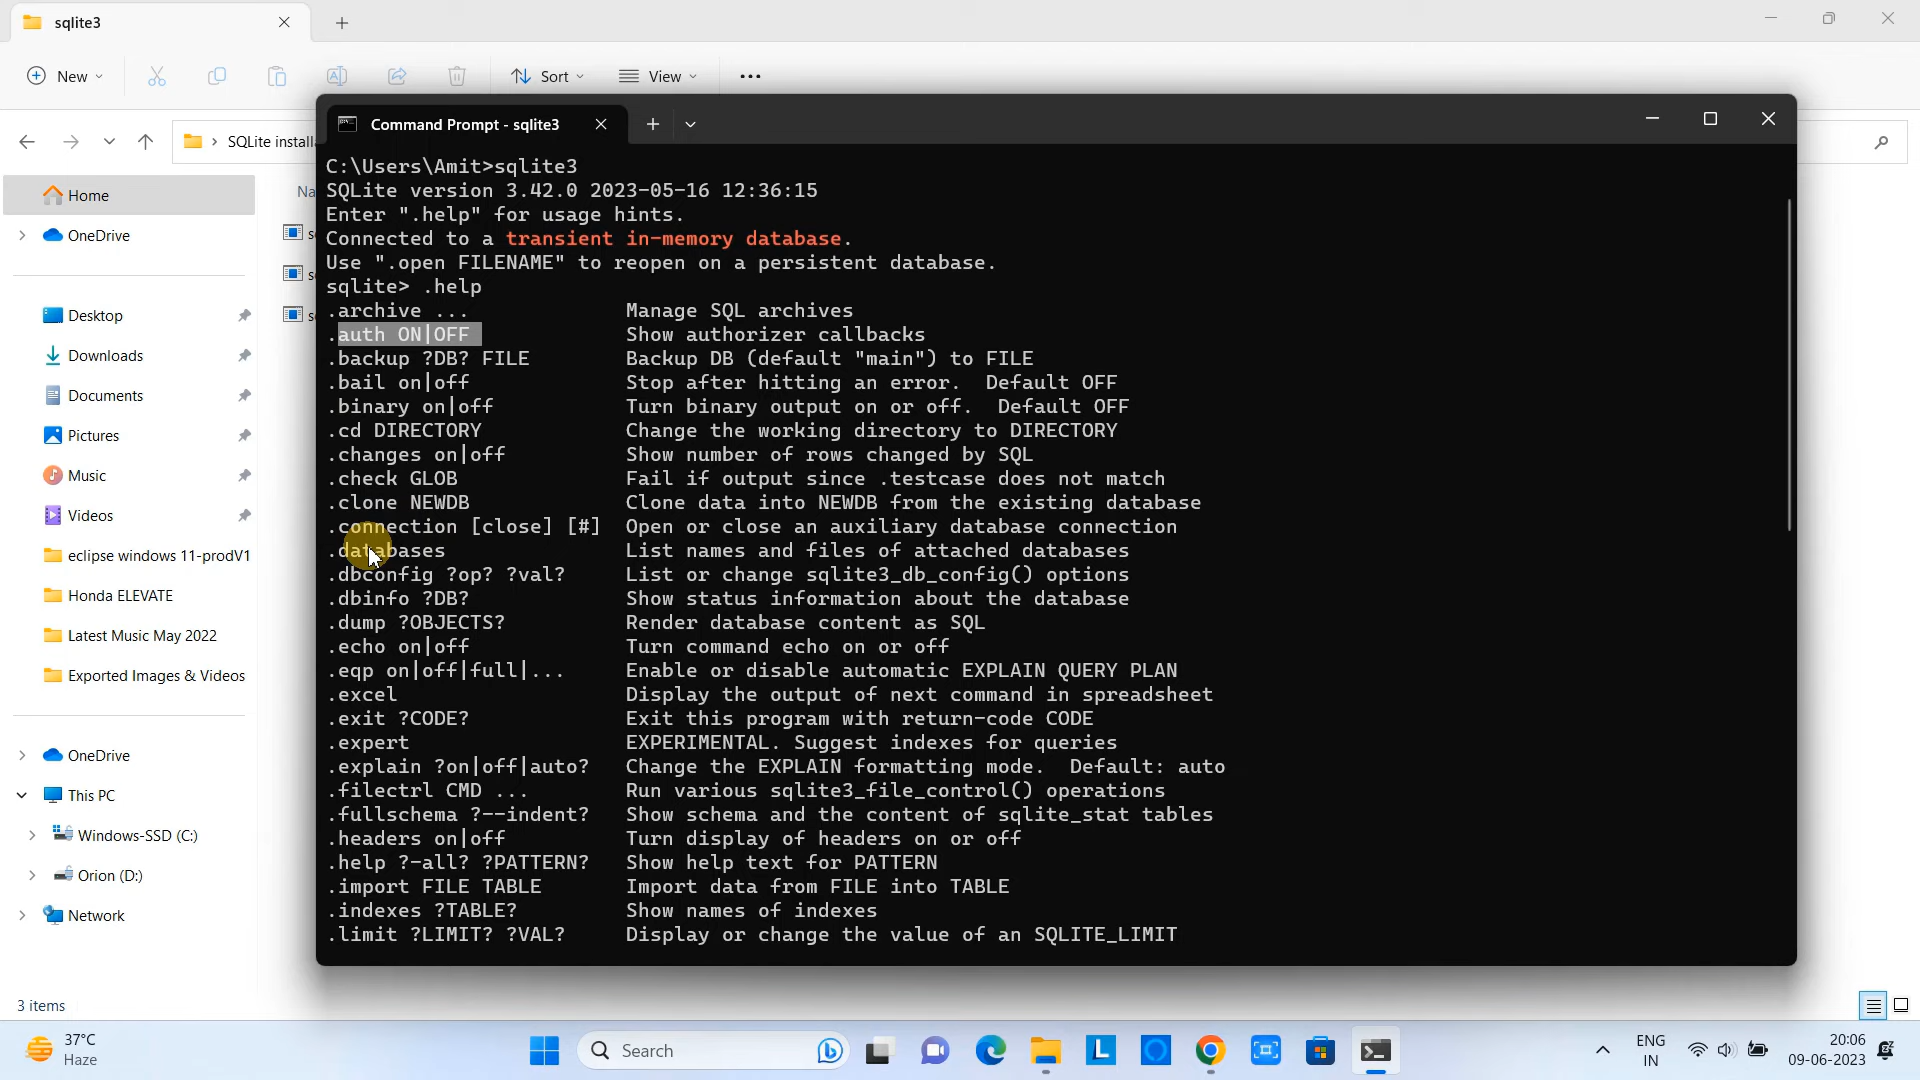 sqlite3
New
Sort
View
SQLite install
Na
Home
OneDrive
Desktop
Downloads
Documents
Pictures
Music
Videos
eclipse windows 11-prodV1
Honda ELEVATE
Latest Music May 2022
Exported Images & Videos
OneDrive
This PC
Windows-SSD (C:)
Orion (D:)
Network
3 items
Command Prompt - sqlite3
C:\Users\Amit>sqlite3
SQLite version 3.42.0 2023-05-16 12:36:15
Enter ".help" for usage hints.
Connected to a transient in-memory database.
Use ".open FILENAME" to reopen on a persistent database.
sqlite> .help
.archive ... Manage SQL archives
.auth ON|OFF Show authorizer callbacks
.backup ?DB? FILE Backup DB (default "main") to FILE
.bail on|off Stop after hitting an error. Default OFF
.binary on|off Turn binary output on or off. Default OFF
.cd DIRECTORY Change the working directory to DIRECTORY
.changes on|off Show number of rows changed by SQL
.check GLOB Fail if output since .testcase does not match
.clone NEWDB Clone data into NEWDB from the existing database
.connection [close] [#] Open or close an auxiliary database connection
.databases List names and files of attached databases
.dbconfig ?op? ?val? List or change sqlite3_db_config() options
.dbinfo ?DB? Show status information about the database
.dump ?OBJECTS? Render database content as SQL
.echo on|off Turn command echo on or off
.eqp on|off|full|... Enable or disable automatic EXPLAIN QUERY PLAN
.excel Display the output of next command in spreadsheet
.exit ?CODE? Exit this program with return-code CODE
.expert EXPERIMENTAL. Suggest indexes for queries
.explain ?on|off|auto? Change the EXPLAIN formatting mode. Default: auto
.filectrl CMD ... Run various sqlite3_file_control() operations
.fullschema ?--indent? Show schema and the content of sqlite_stat tables
.headers on|off Turn display of headers on or off
.help ?-all? ?PATTERN? Show help text for PATTERN
.import FILE TABLE Import data from FILE into TABLE
.indexes ?TABLE? Show names of indexes
.limit ?LIMIT? ?VAL? Display or change the value of an SQLITE_LIMIT
37°C
Haze
Search
ENG
IN
20:06
09-06-2023